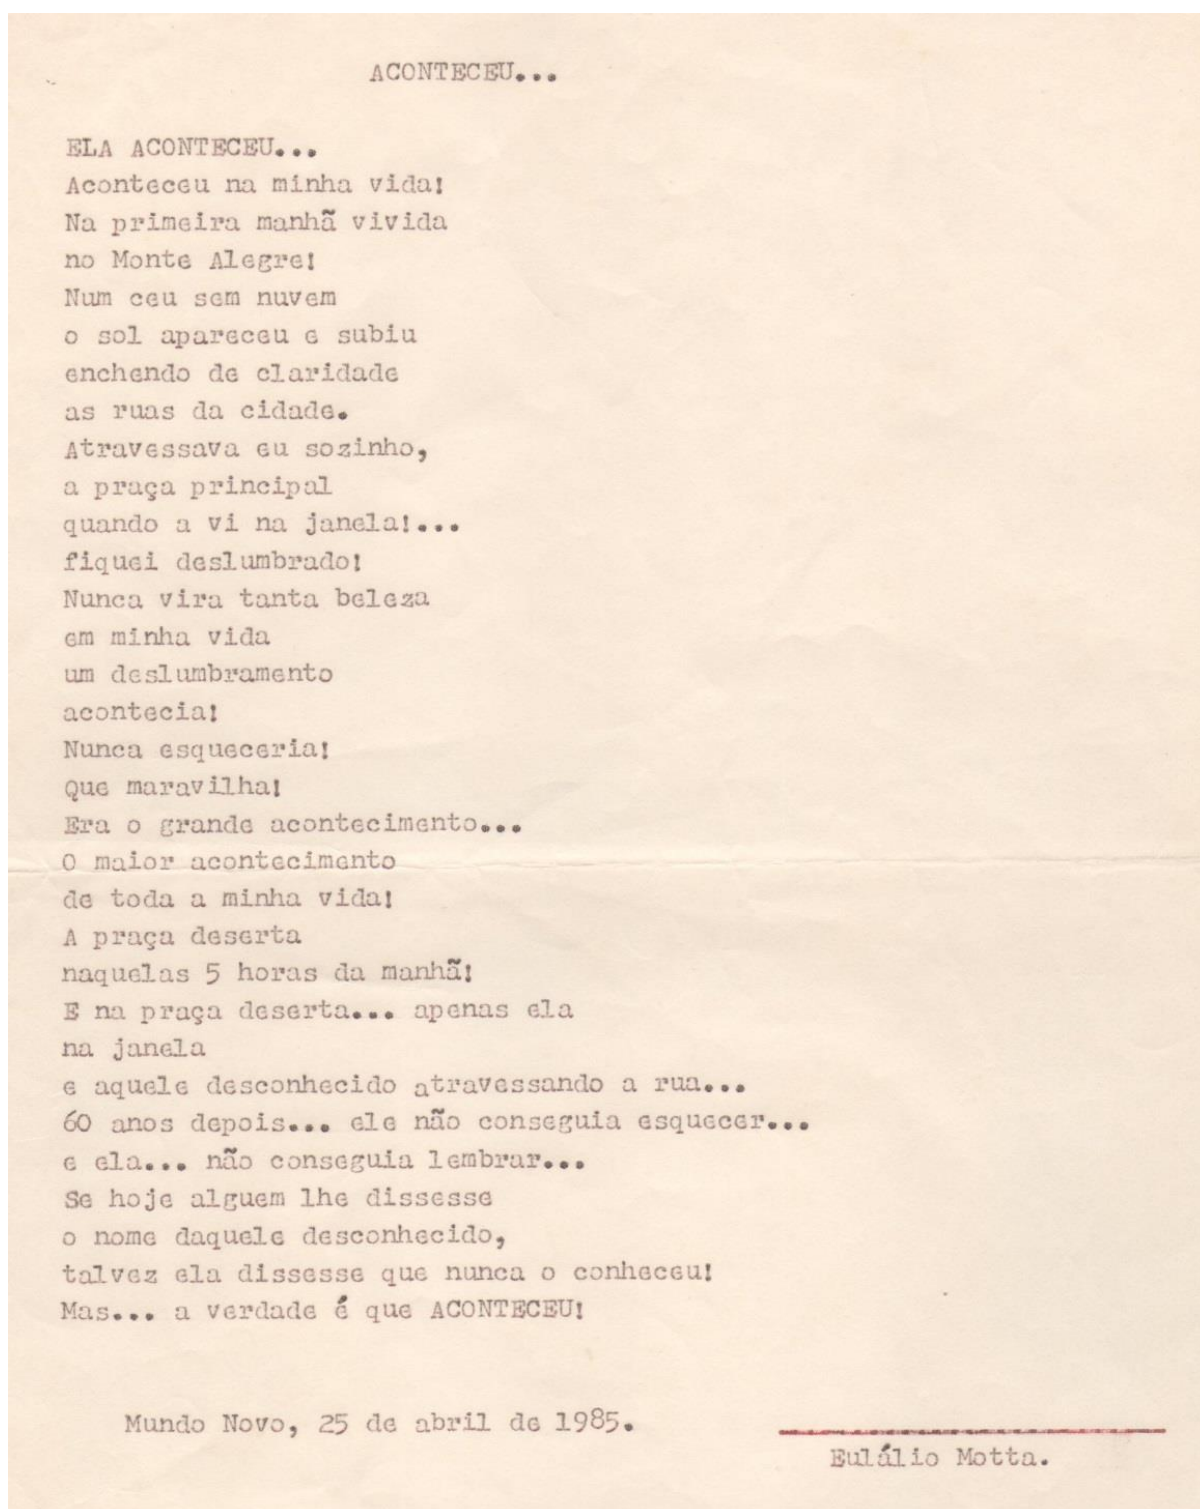 ACONTECEU...
ELA ACONTECEU...
Aconteceu na minha vida!
Na primeira manhã vivida
no Monte Alegre!
Num ceu sem nuvem
o sol apareceu e subiu
enchendo de claridade
as ruas da cidade.
Atravessava eu sozinho,
a praça principal
quando a vi na janela!...
fiquei deslumbrado!
Nunca vira tanta beleza
em minha vida
um deslumbramento
acontecia!
Nunca esqueceria!
Que maravilha!
Era o grande acontecimento...
O maior acontecimento
de toda a minha vida!
A praça deserta
naquelas 5 horas da manhã!
E na praça deserta... apenas ela
na janela
e aquele desconhecido atravessando a rua...
60 anos depois... ele não conseguia esquecer...
e ela... não conseguia lembrar...
Se hoje alguem lhe dissesse
o nome daquele desconhecido,
talvez ela dissesse que nunca o conheceu!
Mas... a verdade é que ACONTECEU!
Mundo Novo, 25 de abril de 1985.
Eulálio Motta.